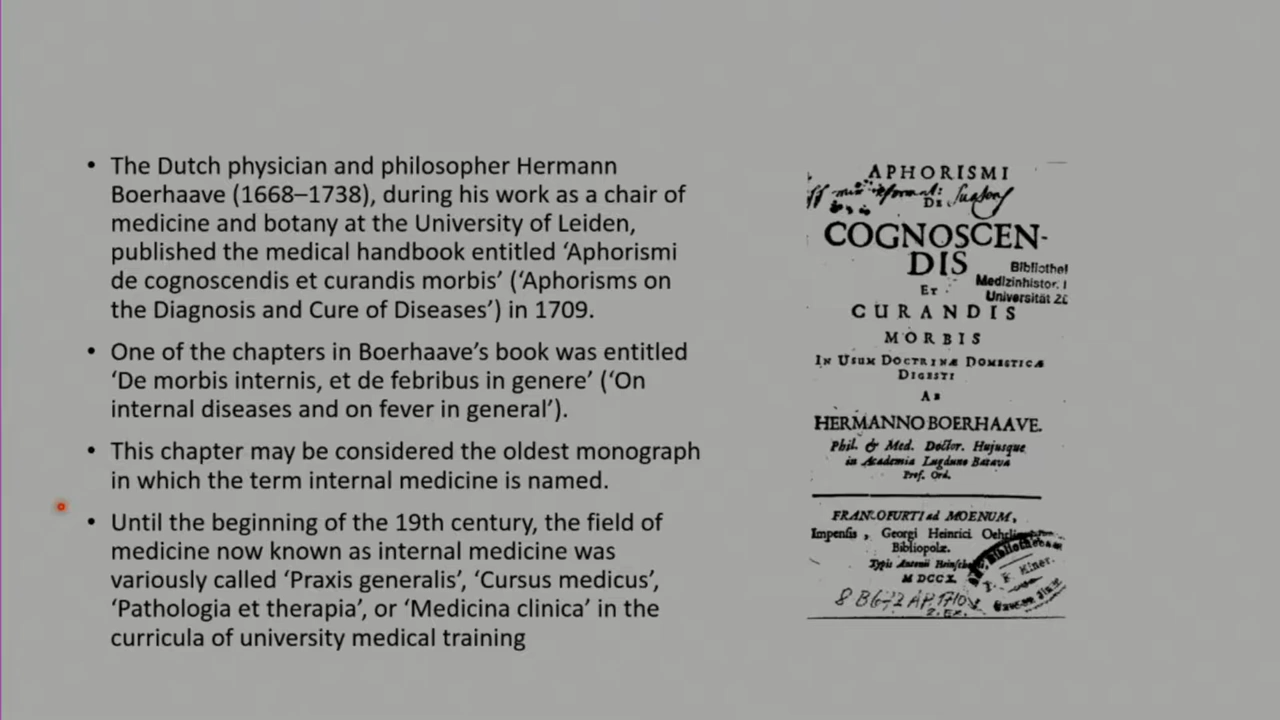 • The Dutch physician and philosopher Hermann
Boerhaave (1668–1738), during his work as a chair of
medicine and botany at the University of Leiden,
published the medical handbook entitled ‘Aphorismi
de cognoscendis et curandis morbis’ (‘Aphorisms on
the Diagnosis and Cure of Diseases’) in 1709.
• One of the chapters in Boerhaave’s book was entitled
‘De morbis internis, et de febribus in genere’ (‘On
internal diseases and on fever in general’).
• This chapter may be considered the oldest monograph
in which the term internal medicine is named.
• Until the beginning of the 19th century, the field of
medicine now known as internal medicine was
variously called ‘Praxis generalis’, ‘Cursus medicus’,
‘Pathologia et therapia’, or ‘Medicina clinica’ in the
curricula of university medical training
APHORISMI
DE
COGNOSCEN-
DIS
Bibliothek
Medizinhistor. I
Universität
ET
CURANDIS
MORBIS
IN USUM DOCTRINÆ DOMESTICÆ
DIGESTI
AB
HERMANNO BOERHAAVE.
Phil. & Med. Doctor. Hujusque
in Academia Lugduno Batava
Prof. Ord.
FRANCOFURTI ad MOENUM,
Impensis, Georgi Heinrici
Bibliopolæ.
Typis Antonii
MDCCX.